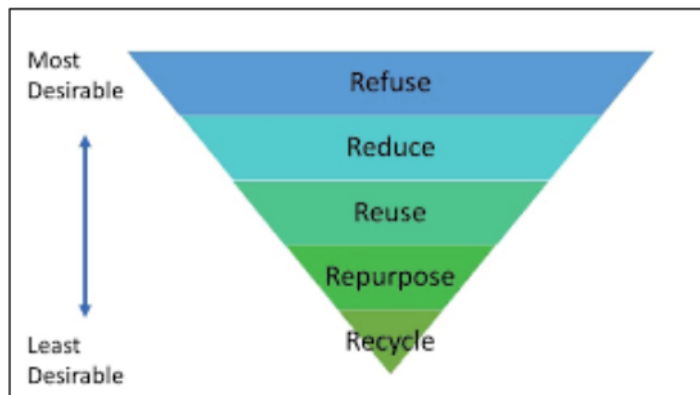 Most
Desirable
Refuse
Reduce
Reuse
Repurpose
Recycle
Least
Desirable